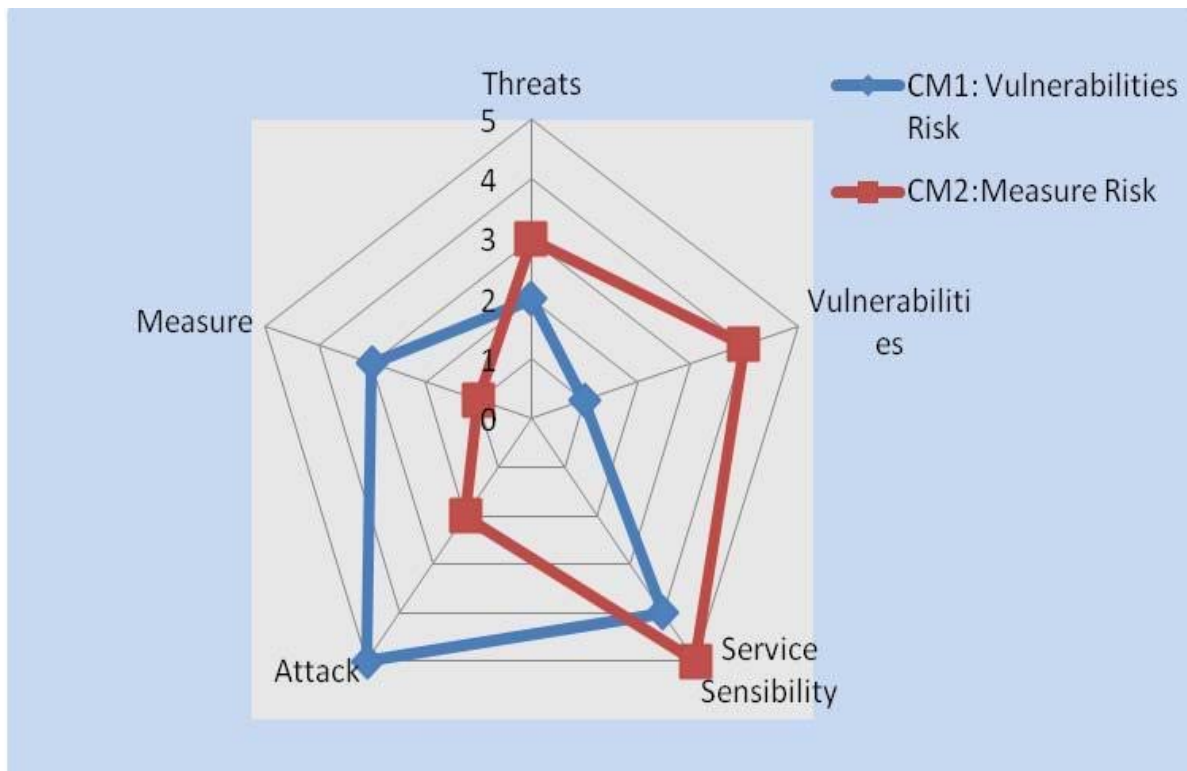 Threats
CM1: Vulnerabilities
Risk
CM2:Measure Risk
5
4
3
2
1
0
Measure
Vulnerabiliti
es
Attack
Service
Sensibility